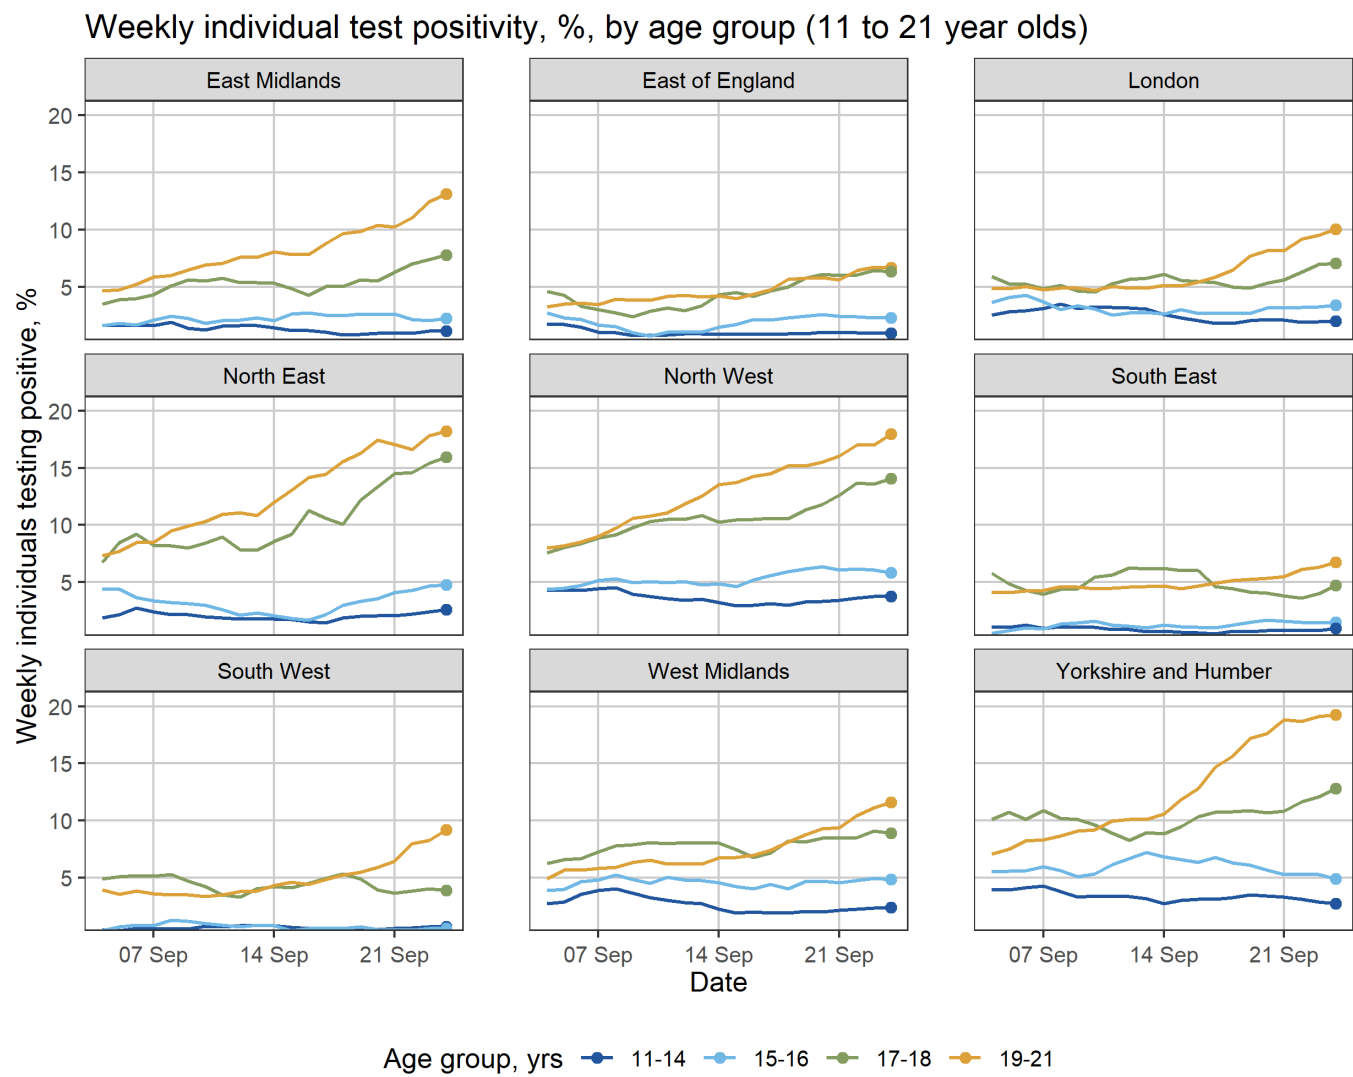 Weekly individual test positivity, %, by age group (11 to 21 year olds)
East Midlands
East of England
London
20
15
10
5
North East
North West
South East
20
15
10
5
Weekly individuals testing positive, %
South West
West Midlands
Yorkshire and Humber
20
15
10
5
07 Sep 14 Sep 21 Sep
07 Sep 14 Sep 21 Sep
07 Sep 14 Sep 21 Sep
Date
Age group, yrs 11-14 15-16 17-18 19-21